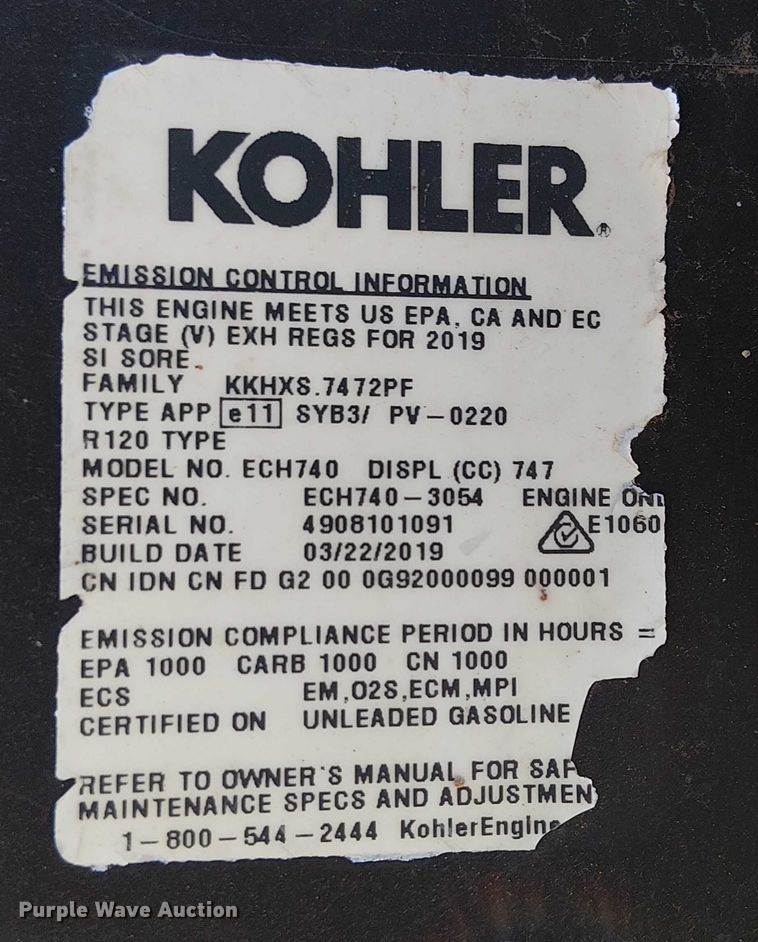 KOHLER®
EMISSION CONTROL INFORMATION
THIS ENGINE MEETS US EPA, CA AND EC
STAGE (V) EXH REGS FOR 2019
SI SORE
FAMILY KKHXS.7472PF
TYPE APP e11 SYB3/ PV-0220
R120 TYPE
MODEL NO. ECH740 DISPL (CC) 747
SPEC NO. ECH740-3054 ENGINE
SERIAL NO. 4908101091 E1060
BUILD DATE 03/22/2019
CN IDN CN FD G2 00 0G92000099 000001
EMISSION COMPLIANCE PERIOD IN HOURS =
EPA 1000 CARB 1000 CN 1000
ECS EM,O2S,ECM,MPI
CERTIFIED ON UNLEADED GASOLINE
REFER TO OWNER'S MANUAL FOR
MAINTENANCE SPECS AND ADJUSTMEN
1-800-544-2444 KohlerEngine
Purple Wave Auction